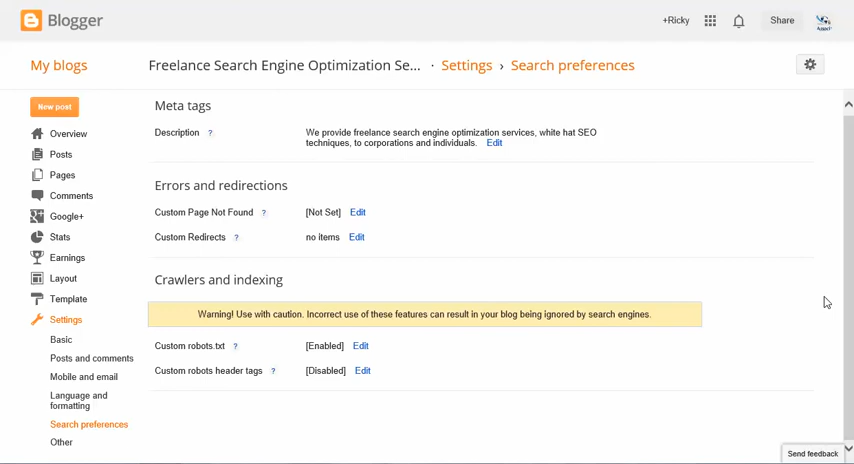 Blogger
+Ricky
Share
My blogs
Freelance Search Engine Optimization Se... · Settings › Search preferences
New post
Overview
Posts
Pages
Comments
Google+
Stats
Earnings
Layout
Template
Settings
Basic
Posts and comments
Mobile and email
Language and
formatting
Search preferences
Other
Meta tags
Description ? We provide freelance search engine optimization services, white hat SEO
techniques, to corporations and individuals. Edit
Errors and redirections
Custom Page Not Found ? [Not Set] Edit
Custom Redirects ? no items Edit
Crawlers and indexing
Warning! Use with caution. Incorrect use of these features can result in your blog being ignored by search engines.
Custom robots.txt ? [Enabled] Edit
Custom robots header tags ? [Disabled] Edit
Send feedback